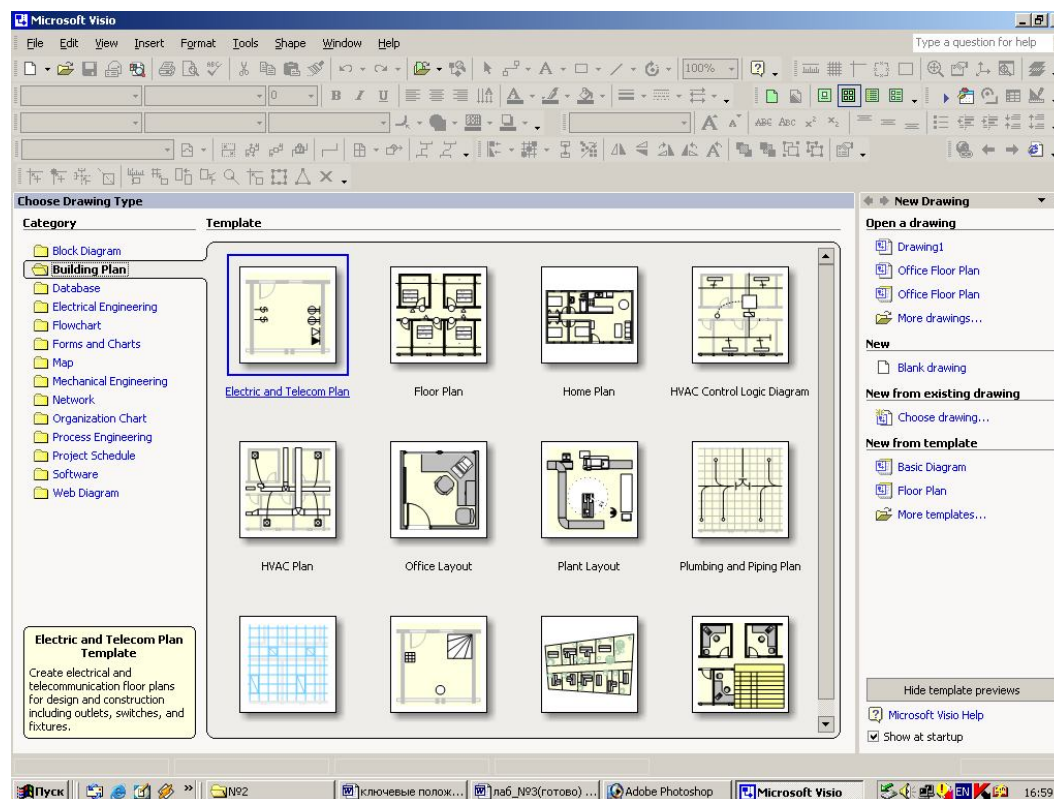 Microsoft Visio
File Edit View Insert Format Tools Shape Window Help
Type a question for help
100%
0 B I U
A
ABC ABC x² x₂
Choose Drawing Type
Category
Block Diagram
Building Plan
Database
Electrical Engineering
Flowchart
Forms and Charts
Map
Mechanical Engineering
Network
Organization Chart
Process Engineering
Project Schedule
Software
Web Diagram
Electric and Telecom Plan Template
Create electrical and
telecommunication floor plans
for design and construction
including outlets, switches, and
fixtures.
Template
Electric and Telecom Plan
Floor Plan
Home Plan
HVAC Control Logic Diagram
HVAC Plan
Office Layout
Plant Layout
Plumbing and Piping Plan
New Drawing
Open a drawing
Drawing1
Office Floor Plan
Office Floor Plan
More drawings...
New
Blank drawing
New from existing drawing
Choose drawing...
New from template
Basic Diagram
Floor Plan
More templates...
Hide template previews
Microsoft Visio Help
Show at startup
Пуск
»
№2
ключевые полож...
лаб_№3(готово) ...
Adobe Photoshop
Microsoft Visio
EN
16:59